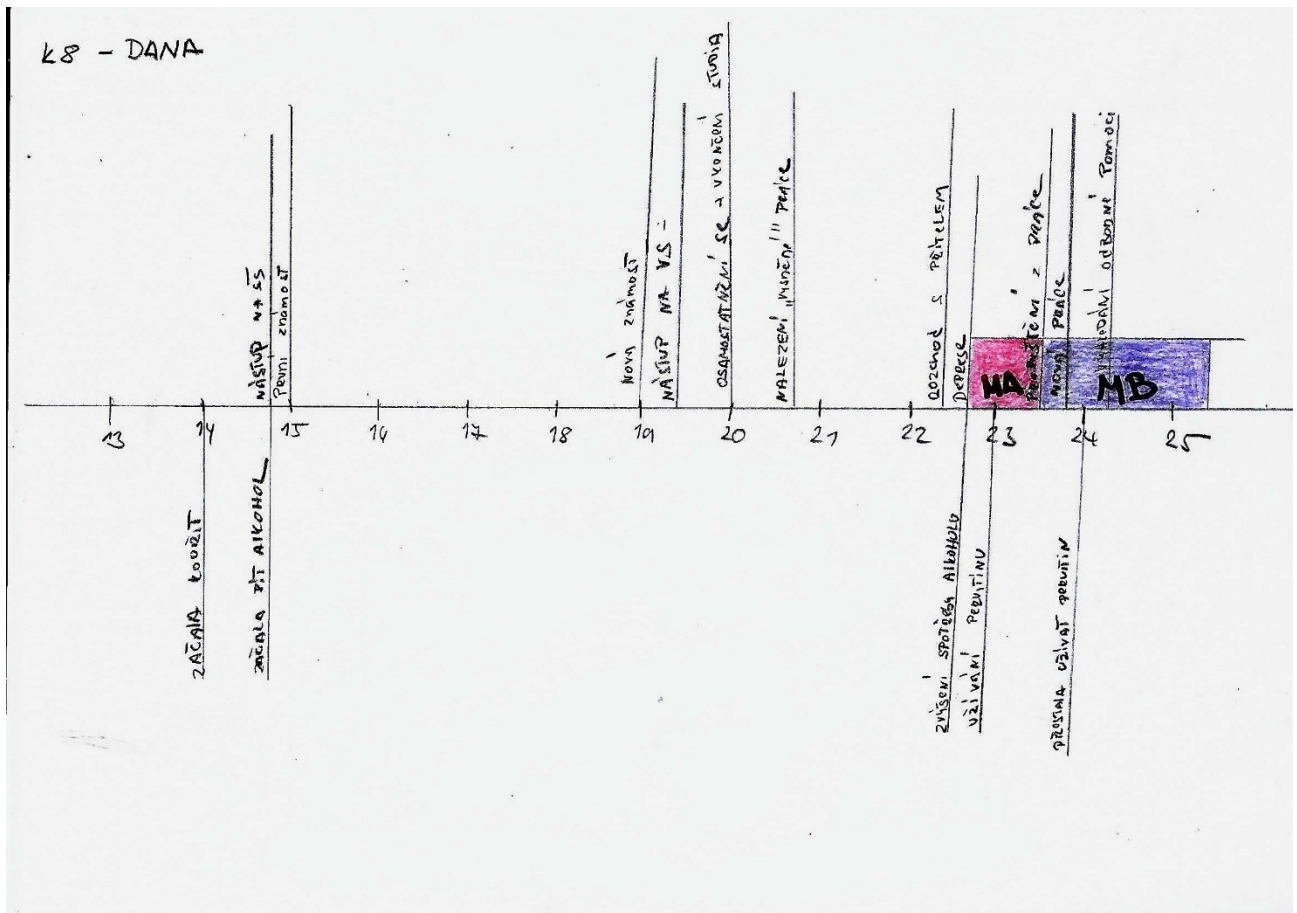 K8 - DANA
NÁSTUP NA SŠ
První známost
Nová známost
NÁSTUP NA VŠ -
OSAMOSTATNĚNÍ SE + UKONČENÍ STUDIA
NALEZENÍ „VYSNĚNÉ" PRÁCE
ROZCHOD S PŘÍTELEM
DEPRESE
PROPUŠTĚNÍ Z PRÁCE
NOVÁ PRÁCE
VYHLEDÁNÍ ODBORNÉ POMOCI
MA
MB
13 14 15 16 17 18 19 20 21 22 23 24 25
ZAČALA KOUŘIT
ZAČALA PÍT ALKOHOL
ZVÝŠENÍ SPOTŘEBY ALKOHOLU
UŽÍVÁNÍ PERVITINU
PŘESTALA UŽÍVAT PERVITIN